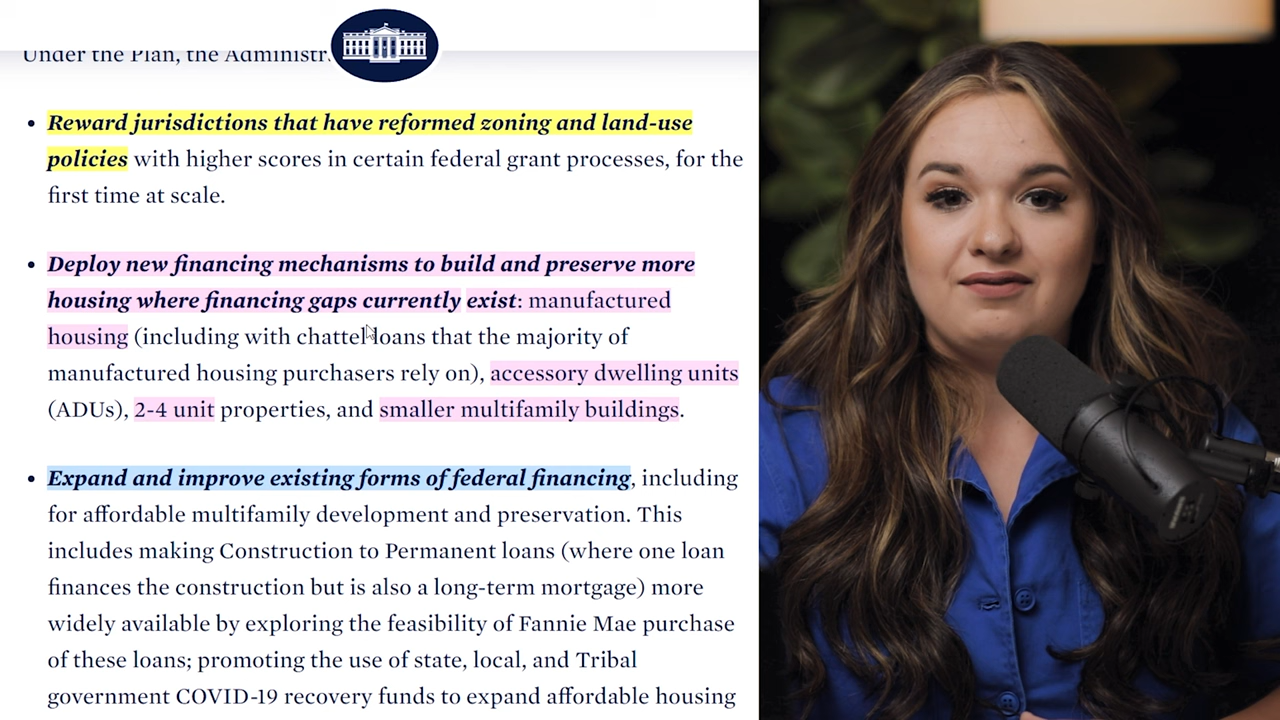 Under the Plan, the Administr
Reward jurisdictions that have reformed zoning and land-use
policies with higher scores in certain federal grant processes, for the
first time at scale.
Deploy new financing mechanisms to build and preserve more
housing where financing gaps currently exist: manufactured
housing (including with chattel loans that the majority of
manufactured housing purchasers rely on), accessory dwelling units
(ADUs), 2-4 unit properties, and smaller multifamily buildings.
Expand and improve existing forms of federal financing, including
for affordable multifamily development and preservation. This
includes making Construction to Permanent loans (where one loan
finances the construction but is also a long-term mortgage) more
widely available by exploring the feasibility of Fannie Mae purchase
of these loans; promoting the use of state, local, and Tribal
government COVID-19 recovery funds to expand affordable housing